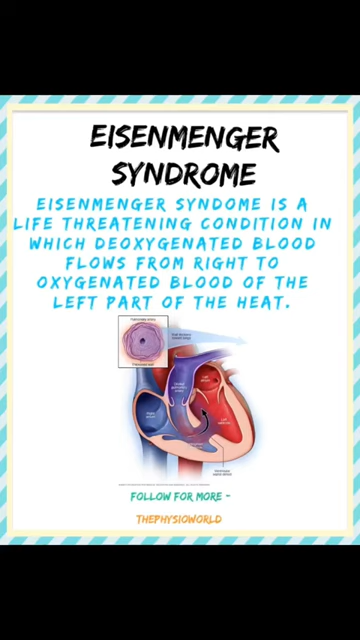 EISENMENGER
SYNDROME
EISENMENGER SYNDOME IS A
LIFE THREATENING CONDITION IN
WHICH DEOXYGENATED BLOOD
FLOWS FROM RIGHT TO
OXYGENATED BLOOD OF THE
LEFT PART OF THE HEAT.
FOLLOW FOR MORE -
THEPHYSIOWORLD